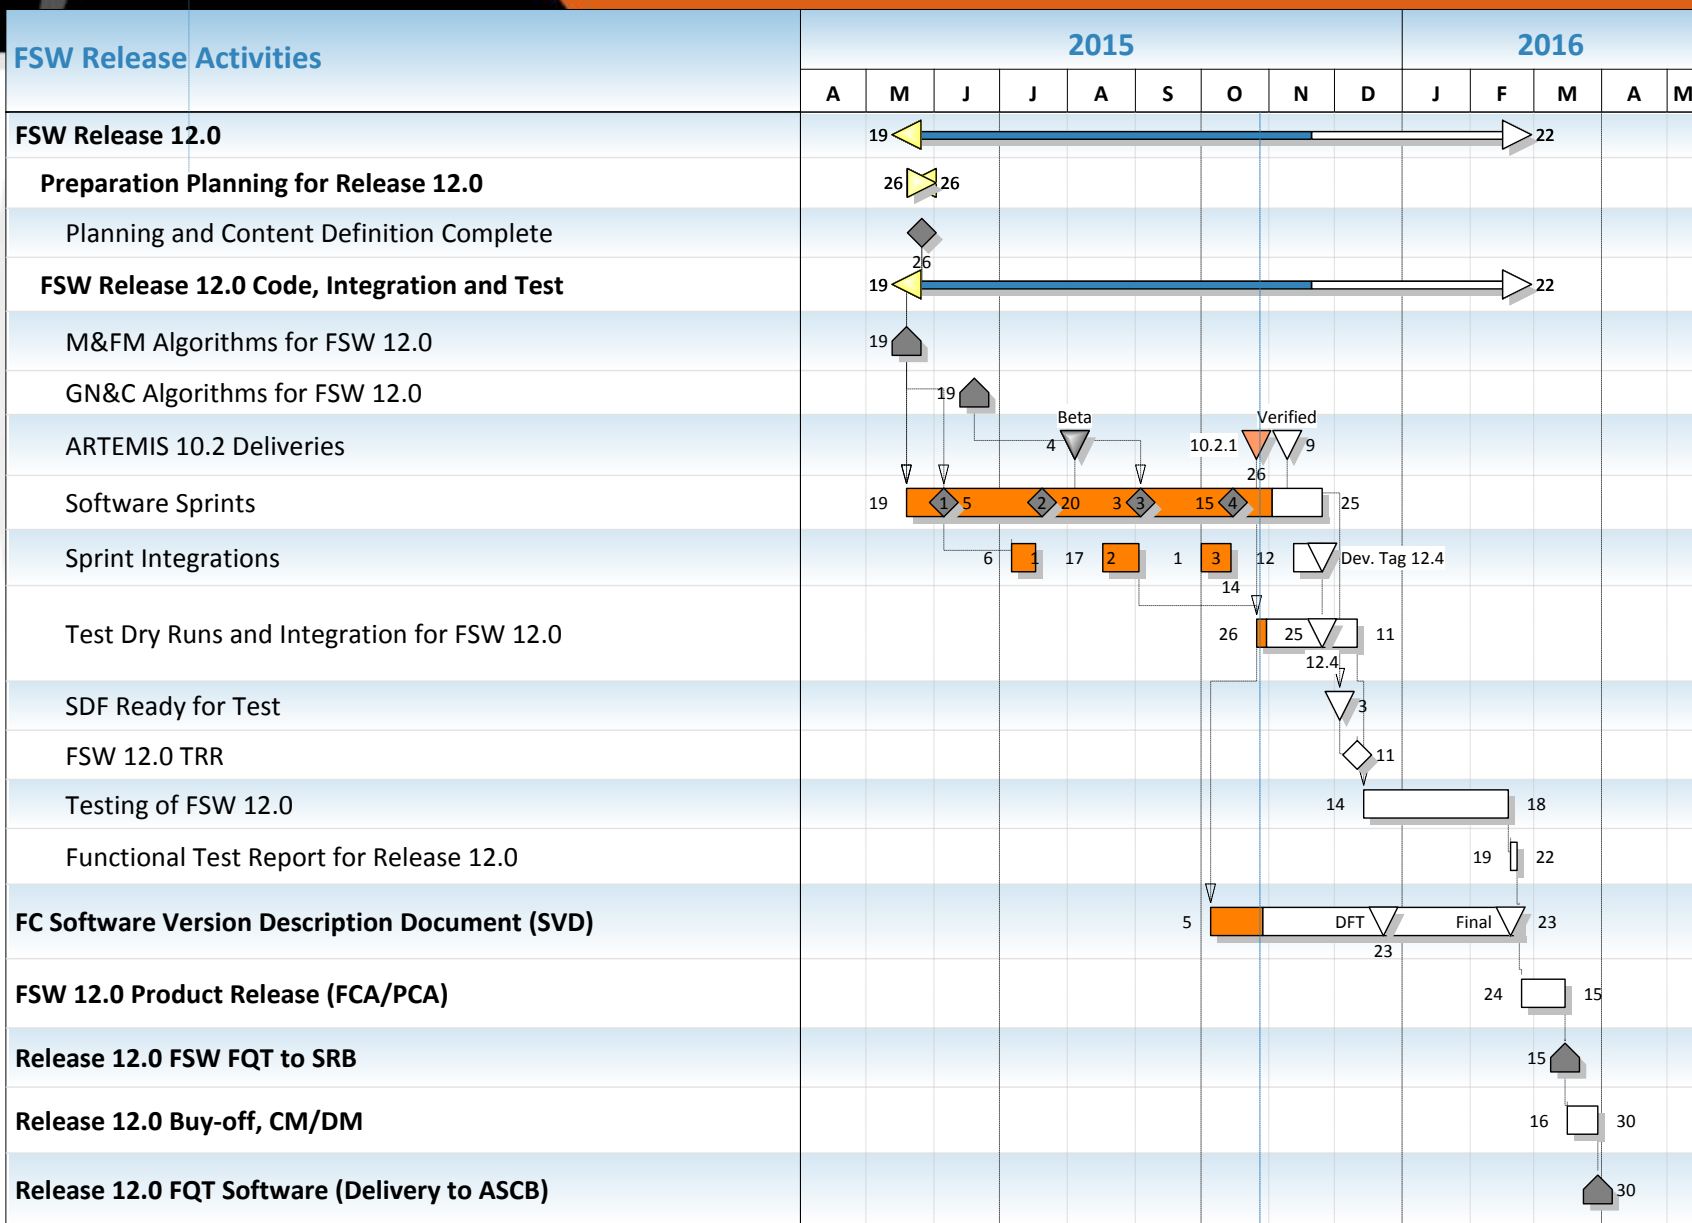 FSW Release Activities
2015 2016
A M J J A S O N D J F M A M
FSW Release 12.0 19 22
Preparation Planning for Release 12.0 26 26
Planning and Content Definition Complete
26
FSW Release 12.0 Code, Integration and Test 19 22
M&FM Algorithms for FSW 12.0 19
GN&C Algorithms for FSW 12.0 19
Beta Verified
ARTEMIS 10.2 Deliveries 4 10.2.1 9
26
Software Sprints 19 1 5 2 20 3 3 15 4 25
Sprint Integrations 6 1 17 2 1 3 12 Dev. Tag 12.4
14
Test Dry Runs and Integration for FSW 12.0 26 25 11
12.4
SDF Ready for Test 3
FSW 12.0 TRR 11
Testing of FSW 12.0 14 18
Functional Test Report for Release 12.0 19 22
FC Software Version Description Document (SVD) 5 DFT Final 23
23
FSW 12.0 Product Release (FCA/PCA) 24 15
Release 12.0 FSW FQT to SRB 15
Release 12.0 Buy-off, CM/DM 16 30
Release 12.0 FQT Software (Delivery to ASCB) 30